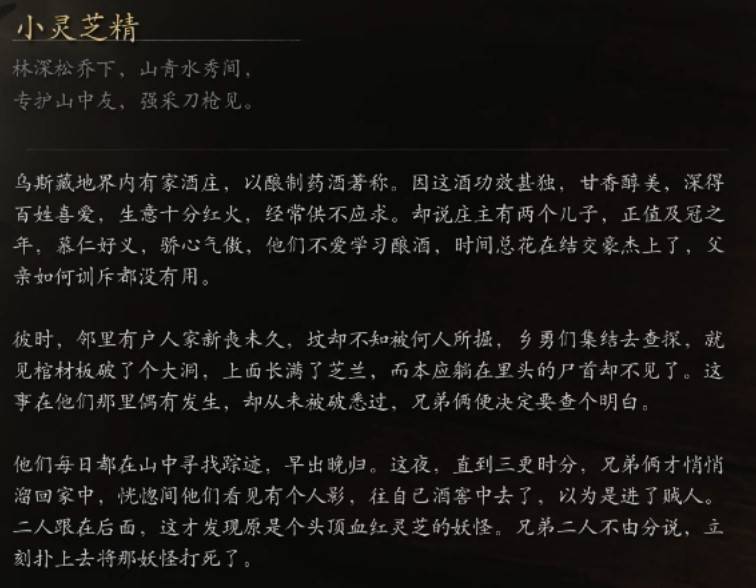 小灵芝精
林深松乔下，山青水秀间，
专护山中友，强采刀枪见。
乌斯藏地界内有家酒庄，以酿制药酒著称。因这酒功效甚独，甘香醇美，深得
百姓喜爱，生意十分红火，经常供不应求。却说庄主有两个儿子，正值及冠之
年，慕仁好义，骄心气傲，他们不爱学习酿酒，时间总花在结交豪杰上了，父
亲如何训斥都没有用。
彼时，邻里有户人家新丧未久，坟却不知被何人所掘，乡勇们集结去查探，就
见棺材板破了个大洞，上面长满了芝兰，而本应躺在里头的尸首却不见了。这
事在他们那里偶有发生，却从未被破悉过，兄弟俩便决定要查个明白。
他们每日都在山中寻找踪迹，早出晚归。这夜，直到三更时分，兄弟俩才悄悄
溜回家中，恍惚间他们看见有个人影，往自己酒窖中去了，以为是进了贼人。
二人跟在后面，这才发现原是个头顶血红灵芝的妖怪。兄弟二人不由分说，立
刻扑上去将那妖怪打死了。